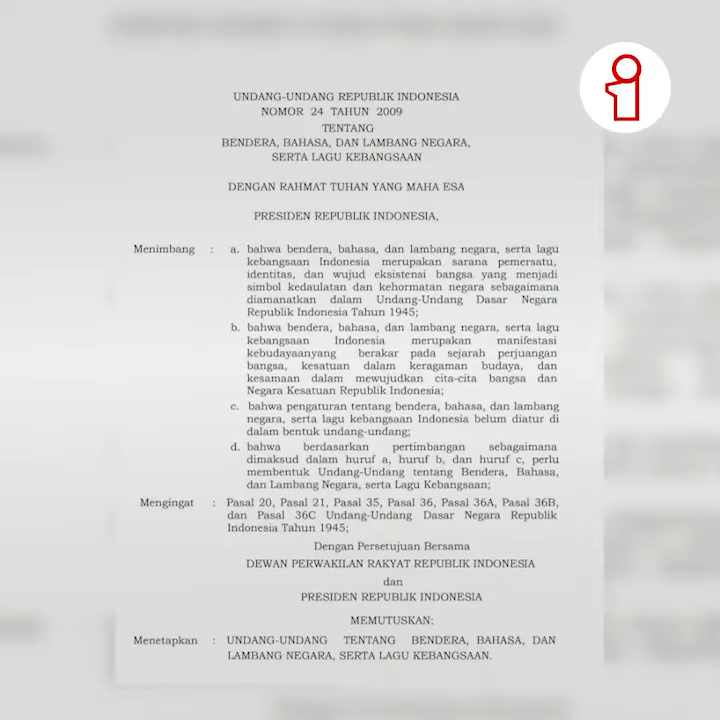 UNDANG-UNDANG REPUBLIK INDONESIA
NOMOR 24 TAHUN 2009
TENTANG
BENDERA, BAHASA, DAN LAMBANG NEGARA,
SERTA LAGU KEBANGSAAN
DENGAN RAHMAT TUHAN YANG MAHA ESA
PRESIDEN REPUBLIK INDONESIA,
Menimbang : a. bahwa bendera, bahasa, dan lambang negara, serta lagu
kebangsaan Indonesia merupakan sarana pemersatu,
identitas, dan wujud eksistensi bangsa yang menjadi
simbol kedaulatan dan kehormatan negara sebagaimana
diamanatkan dalam Undang-Undang Dasar Negara
Republik Indonesia Tahun 1945;
b. bahwa bendera, bahasa, dan lambang negara, serta lagu
kebangsaan Indonesia merupakan manifestasi
kebudayaanyang berakar pada sejarah perjuangan
bangsa, kesatuan dalam keragaman budaya, dan
kesamaan dalam mewujudkan cita-cita bangsa dan
Negara Kesatuan Republik Indonesia;
c. bahwa pengaturan tentang bendera, bahasa, dan lambang
negara, serta lagu kebangsaan Indonesia belum diatur di
dalam bentuk undang-undang;
d. bahwa berdasarkan pertimbangan sebagaimana
dimaksud dalam huruf a, huruf b, dan huruf c, perlu
membentuk Undang-Undang tentang Bendera, Bahasa,
dan Lambang Negara, serta Lagu Kebangsaan;
Mengingat : Pasal 20, Pasal 21, Pasal 35, Pasal 36, Pasal 36A, Pasal 36B,
dan Pasal 36C Undang-Undang Dasar Negara Republik
Indonesia Tahun 1945;
Dengan Persetujuan Bersama
DEWAN PERWAKILAN RAKYAT REPUBLIK INDONESIA
dan
PRESIDEN REPUBLIK INDONESIA
MEMUTUSKAN:
Menetapkan : UNDANG-UNDANG TENTANG BENDERA, BAHASA, DAN
LAMBANG NEGARA, SERTA LAGU KEBANGSAAN.